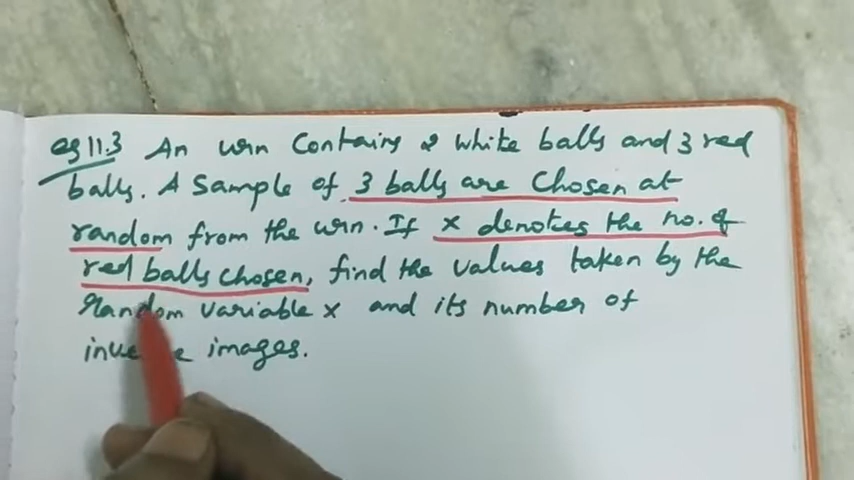 eg 11.3 An urn Contains 2 white balls and 3 red
balls. A Sample of 3 balls are Chosen at
random from the urn. If x denotes the no. of
red balls chosen, find the values taken by the
Random variable x and its number of
images.